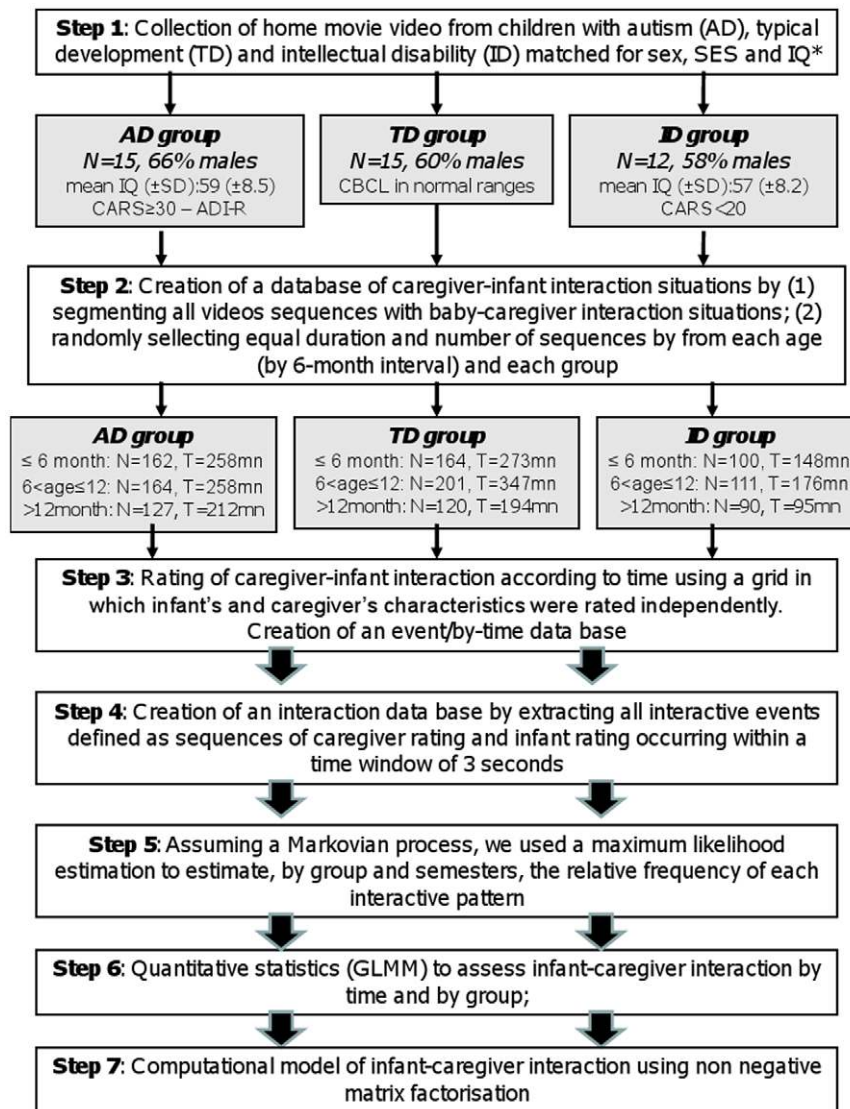 Step 1: Collection of home movie video from children with autism (AD), typical
development (TD) and intellectual disability (ID) matched for sex, SES and IQ*
AD group
N=15, 66% males
mean IQ (±SD):59 (±8.5)
CARS≥30 – ADI-R
TD group
N=15, 60% males
CBCL in normal ranges
ID group
N=12, 58% males
mean IQ (±SD):57 (±8.2)
CARS<20
Step 2: Creation of a database of caregiver-infant interaction situations by (1)
segmenting all videos sequences with baby-caregiver interaction situations; (2)
randomly sellecting equal duration and number of sequences by from each age
(by 6-month interval) and each group
AD group
≤ 6 month: N=162, T=258mn
6<age≤12: N=164, T=258mn
>12month: N=127, T=212mn
TD group
≤ 6 month: N=164, T=273mn
6<age≤12: N=201, T=347mn
>12month: N=120, T=194mn
ID group
≤ 6 month: N=100, T=148mn
6<age≤12: N=111, T=176mn
>12month: N=90, T=95mn
Step 3: Rating of caregiver-infant interaction according to time using a grid in
which infant's and caregiver's characteristics were rated independently.
Creation of an event/by-time data base
Step 4: Creation of an interaction data base by extracting all interactive events
defined as sequences of caregiver rating and infant rating occurring within a
time window of 3 seconds
Step 5: Assuming a Markovian process, we used a maximum likelihood
estimation to estimate, by group and semesters, the relative frequency of each
interactive pattern
Step 6: Quantitative statistics (GLMM) to assess infant-caregiver interaction by
time and by group;
Step 7: Computational model of infant-caregiver interaction using non negative
matrix factorisation